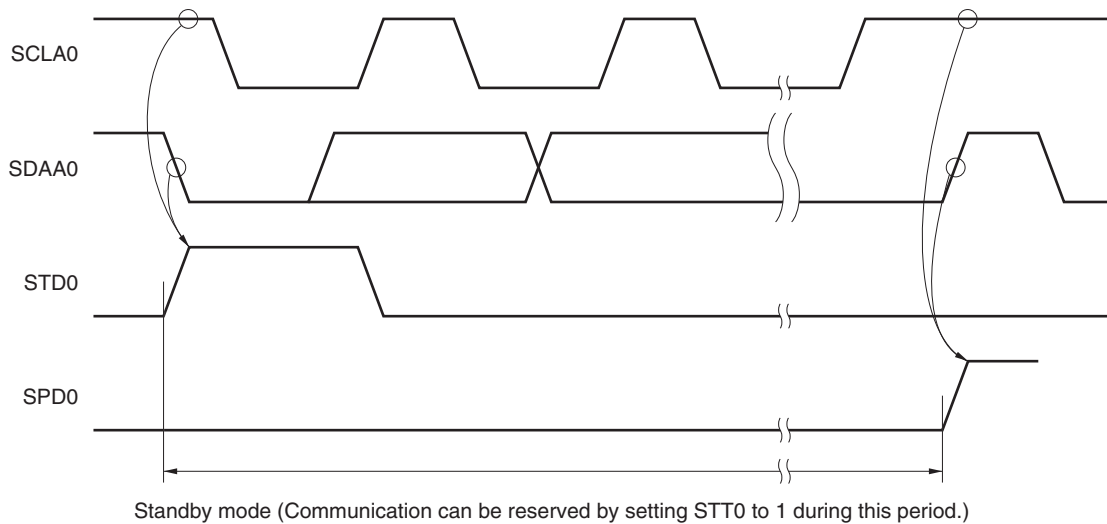 SCLA0
SDAA0
STD0
SPD0
Standby mode (Communication can be reserved by setting STT0 to 1 during this period.)